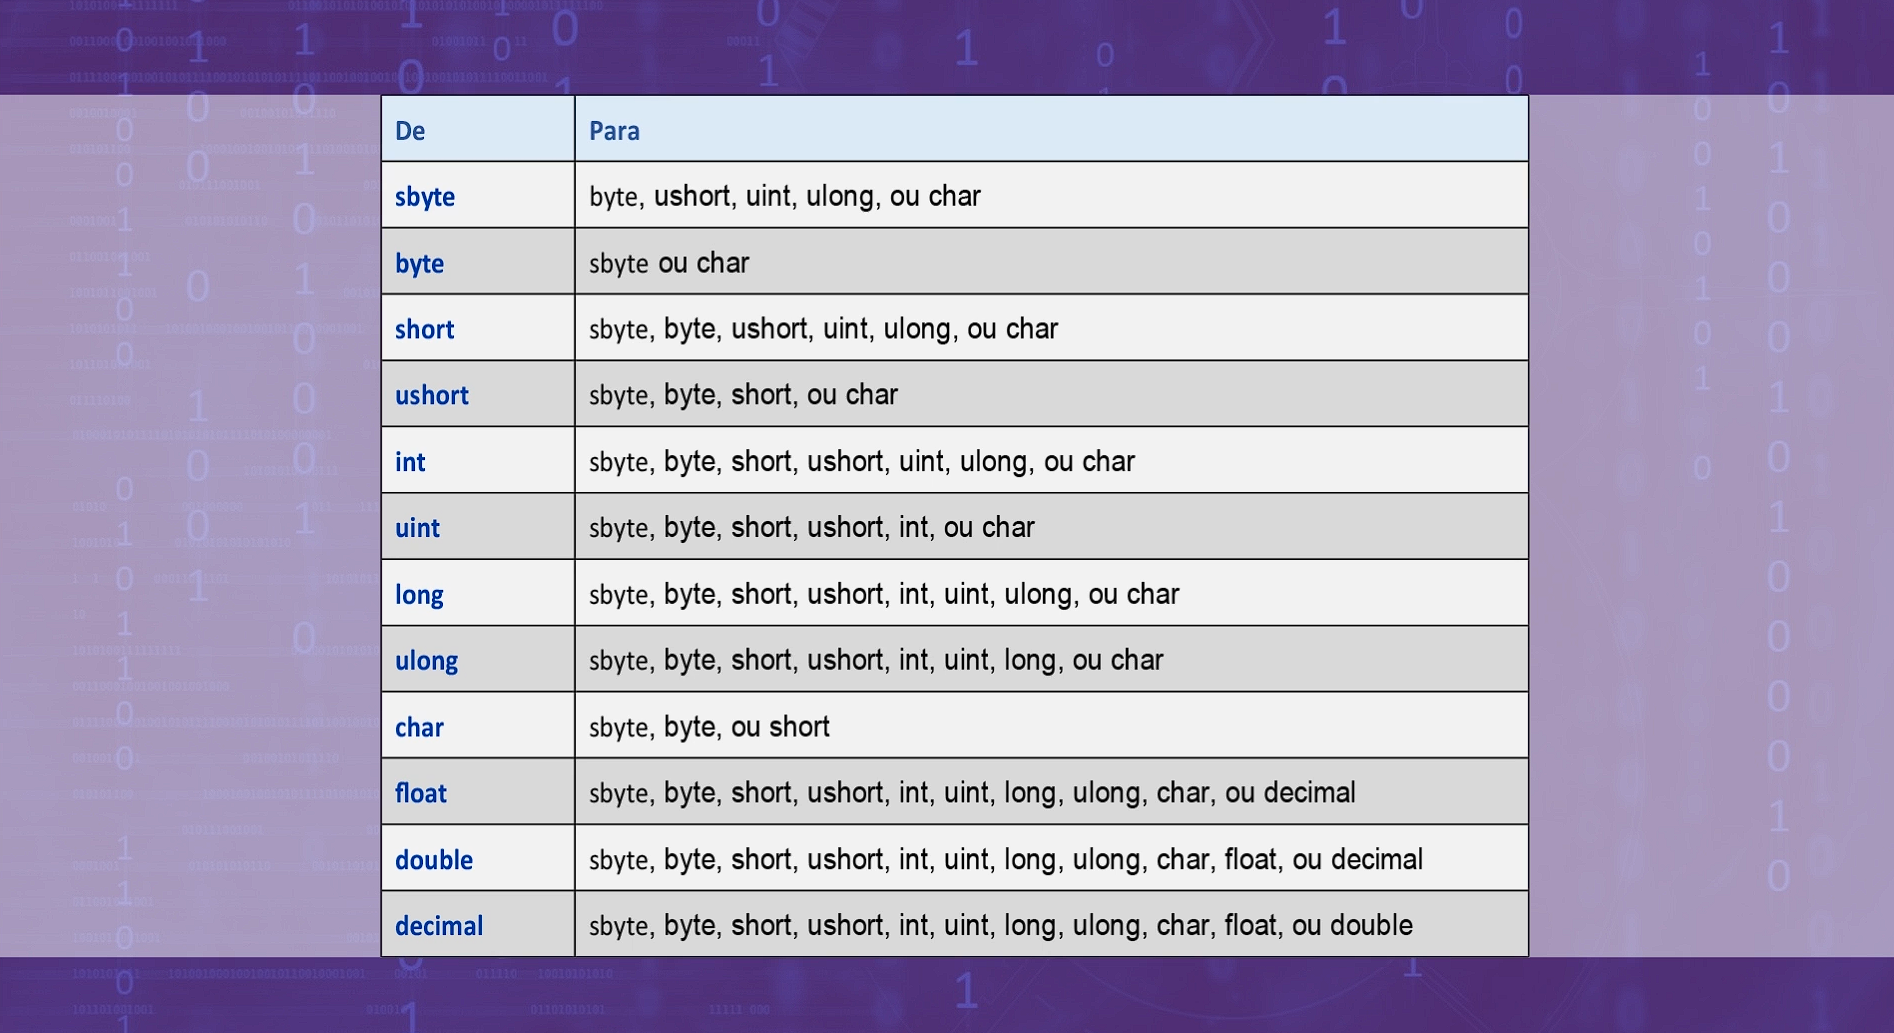 De Para
sbyte byte, ushort, uint, ulong, ou char
byte sbyte ou char
short sbyte, byte, ushort, uint, ulong, ou char
ushort sbyte, byte, short, ou char
int sbyte, byte, short, ushort, uint, ulong, ou char
uint sbyte, byte, short, ushort, int, ou char
long sbyte, byte, short, ushort, int, uint, ulong, ou char
ulong sbyte, byte, short, ushort, int, uint, long, ou char
char sbyte, byte, ou short
float sbyte, byte, short, ushort, int, uint, long, ulong, char, ou decimal
double sbyte, byte, short, ushort, int, uint, long, ulong, char, float, ou decimal
decimal sbyte, byte, short, ushort, int, uint, long, ulong, char, float, ou double